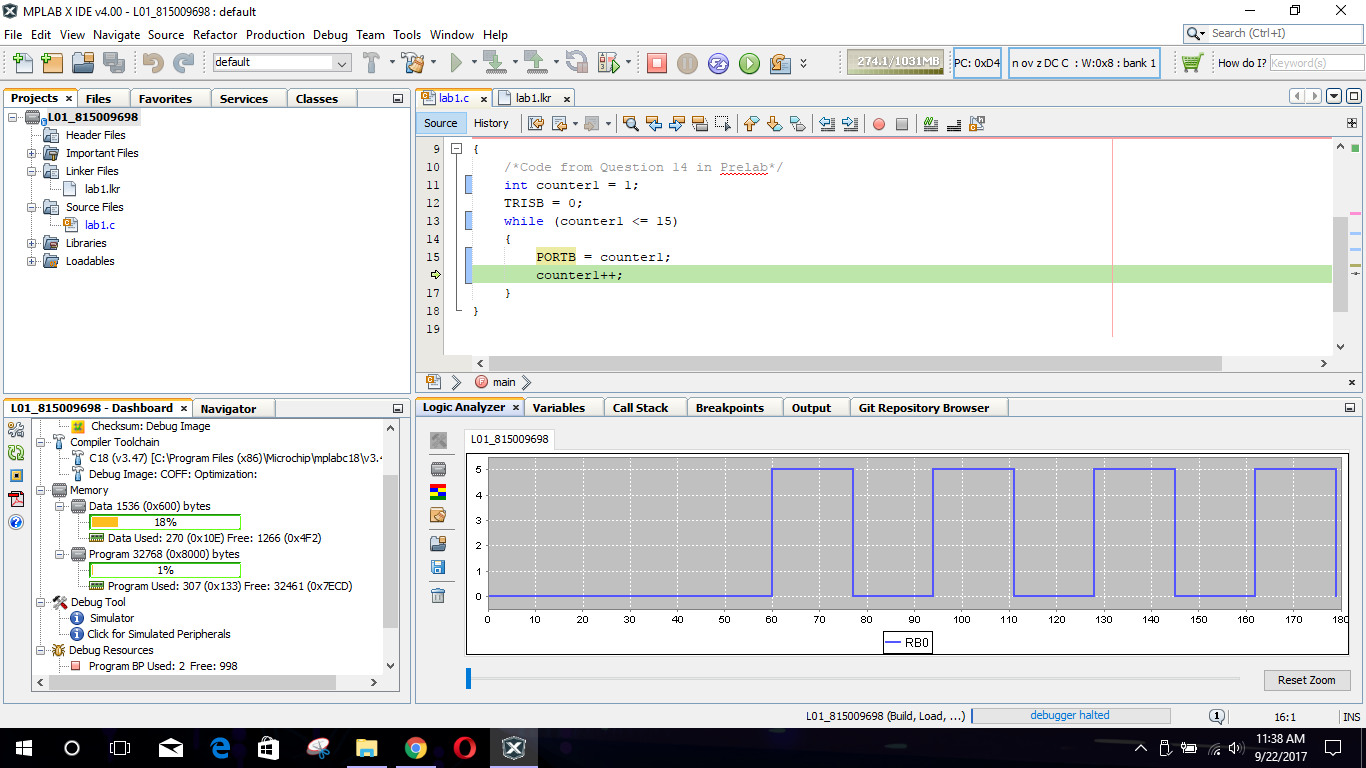 MPLAB X IDE v4.00 - L01_815009698 : default
File Edit View Navigate Source Refactor Production Debug Team Tools Window Help
Search (Ctrl+I)
default
274.1/1031MB
PC: 0xD4
n ov z DC C : W:0x8 : bank 1
How do I? Keyword(s)
Projects × Files Favorites Services Classes
L01_815009698
Header Files
Important Files
Linker Files
lab1.lkr
Source Files
lab1.c
Libraries
Loadables
lab1.c × lab1.lkr ×
Source History
9 {
10 /*Code from Question 14 in Prelab*/
11 int counter1 = 1;
12 TRISB = 0;
13 while (counter1 <= 15)
14 {
15 PORTB = counter1;
counter1++;
17 }
18 }
19
main
L01_815009698 - Dashboard × Navigator
Checksum: Debug Image
Compiler Toolchain
C18 (v3.47) [C:\Program Files (x86)\Microchip\mplabc18\v3.4
Debug Image: COFF: Optimization:
Memory
Data 1536 (0x600) bytes
18%
Data Used: 270 (0x10E) Free: 1266 (0x4F2)
Program 32768 (0x8000) bytes
1%
Program Used: 307 (0x133) Free: 32461 (0x7ECD)
Debug Tool
Simulator
Click for Simulated Peripherals
Debug Resources
Program BP Used: 2 Free: 998
Logic Analyzer × Variables Call Stack Breakpoints Output Git Repository Browser
L01_815009698
5
4
3
2
1
0
0 10 20 30 40 50 60 70 80 90 100 110 120 130 140 150 160 170 180
RB0
Reset Zoom
L01_815009698 (Build, Load, ...) debugger halted 1 16:1 INS
11:38 AM
9/22/2017